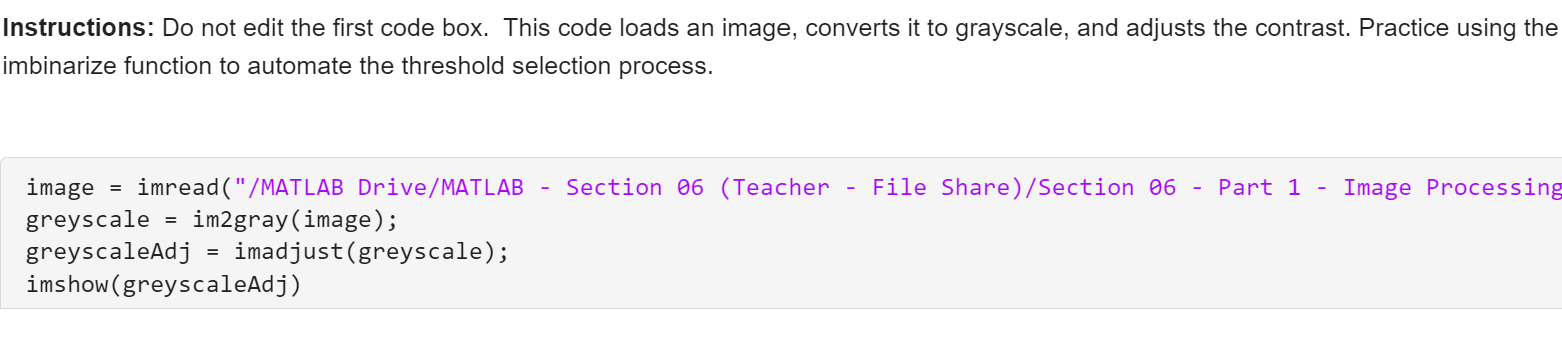 Instructions: Do not edit the first code box.  This code loads an image, converts it to grayscale, and adjusts the contrast. Practice using the
imbinarize function to automate the threshold selection process.
image = imread("/MATLAB Drive/MATLAB - Section 06 (Teacher - File Share)/Section 06 - Part 1 - Image Processing
greyscale = im2gray(image);
greyscaleAdj = imadjust(greyscale);
imshow(greyscaleAdj)